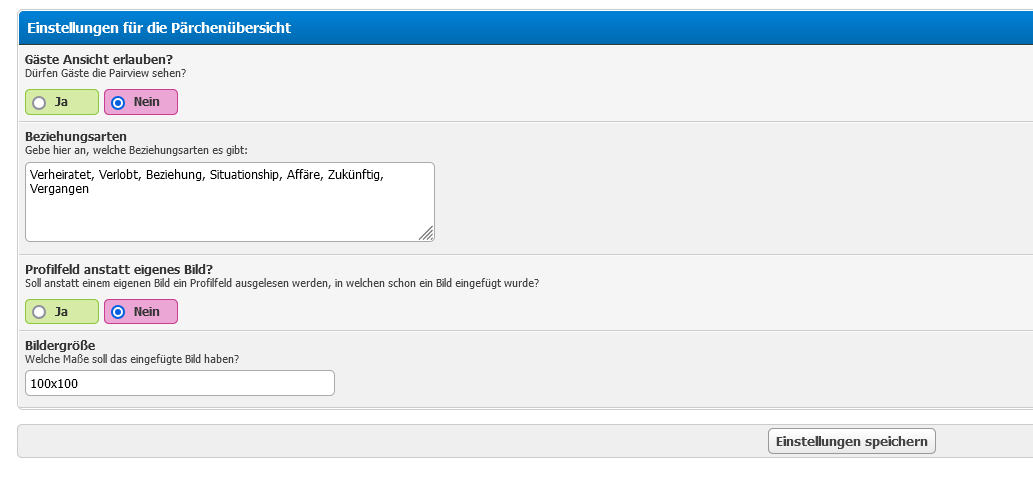 Einstellungen für die Pärchenübersicht
Gäste Ansicht erlauben?
Dürfen Gäste die Pairview sehen?
Ja Nein
Beziehungsarten
Gebe hier an, welche Beziehungsarten es gibt:
Verheiratet, Verlobt, Beziehung, Situationship, Affäre, Zukünftig,
Vergangen
Profilfeld anstatt eigenes Bild?
Soll anstatt einem eigenen Bild ein Profilfeld ausgelesen werden, in welchen schon ein Bild eingefügt wurde?
Ja Nein
Bildergröße
Welche Maße soll das eingefügte Bild haben?
100x100
Einstellungen speichern